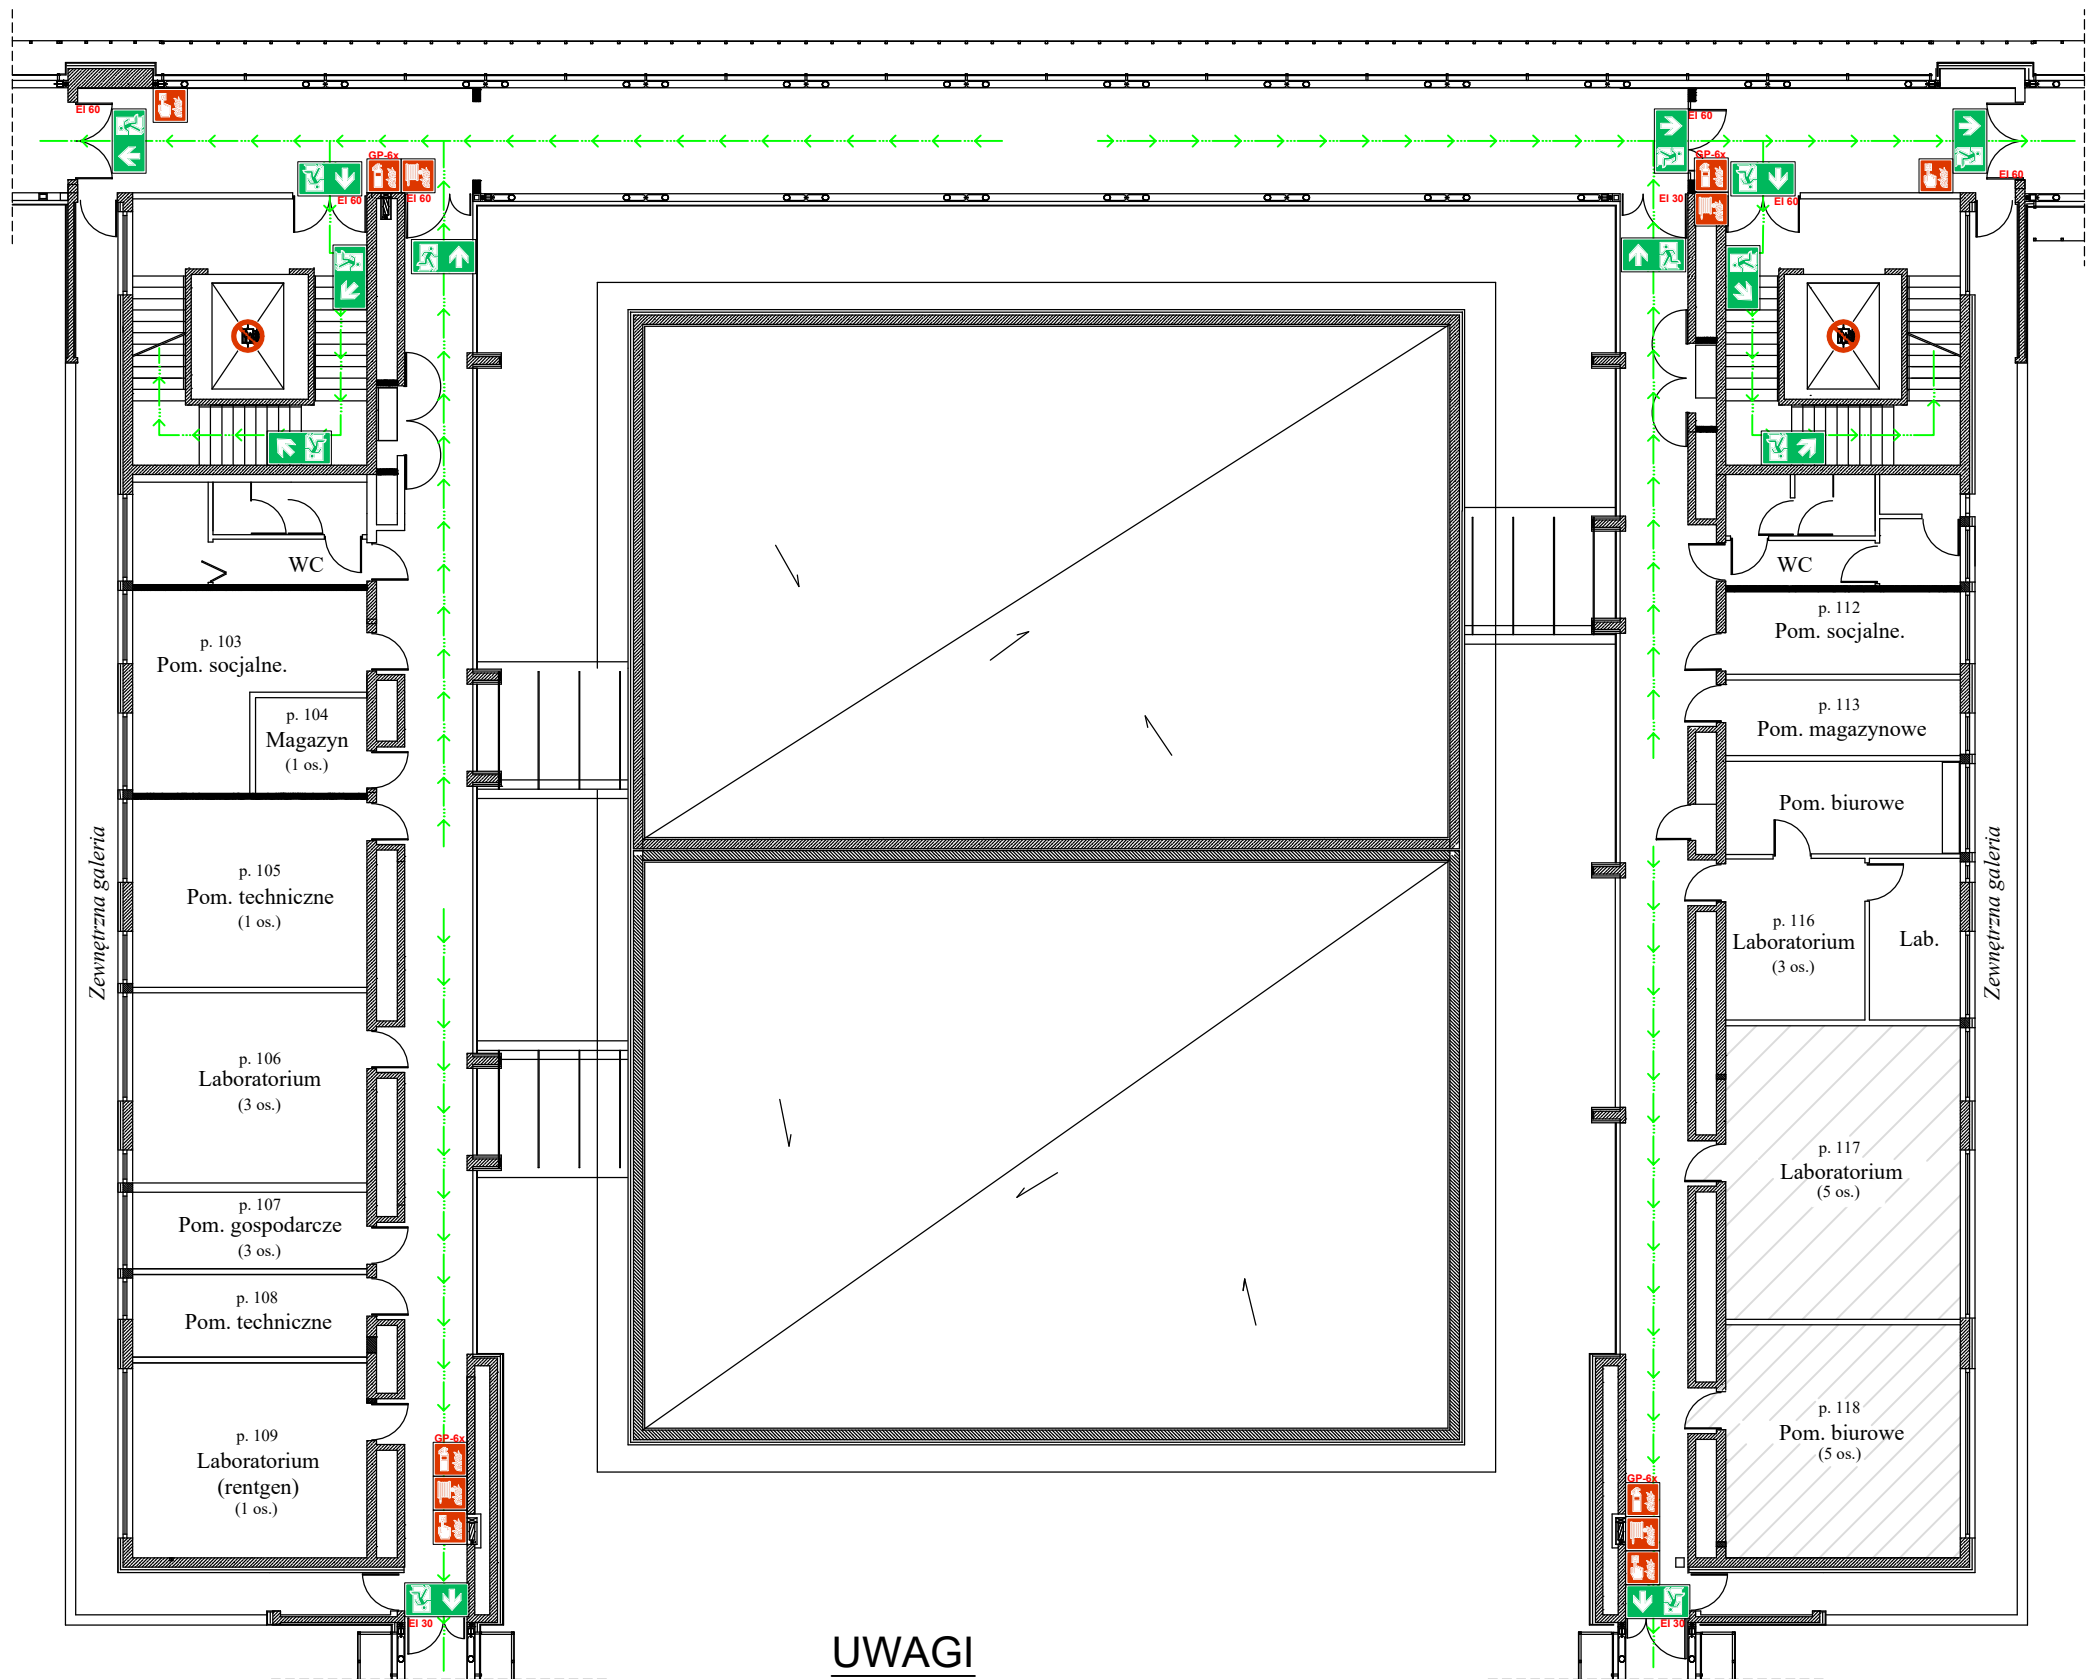 EI 60
GP-6x
EI 60
EI 60
EI 60
GP-6x
EI 30
EI 60
EI 60
WC
p. 103
Pom. socjalne.
p. 104
Magazyn
(1 os.)
Zewnętrzna galeria
p. 105
Pom. techniczne
(1 os.)
p. 106
Laboratorium
(3 os.)
p. 107
Pom. gospodarcze
(3 os.)
p. 108
Pom. techniczne
p. 109
Laboratorium
(rentgen)
(1 os.)
GP-6x
EI 30
WC
p. 112
Pom. socjalne.
p. 113
Pom. magazynowe
Pom. biurowe
Zewnętrzna galeria
p. 116
Laboratorium
(3 os.)
Lab.
p. 117
Laboratorium
(5 os.)
p. 118
Pom. biurowe
(5 os.)
GP-6x
EI 30
UWAGI